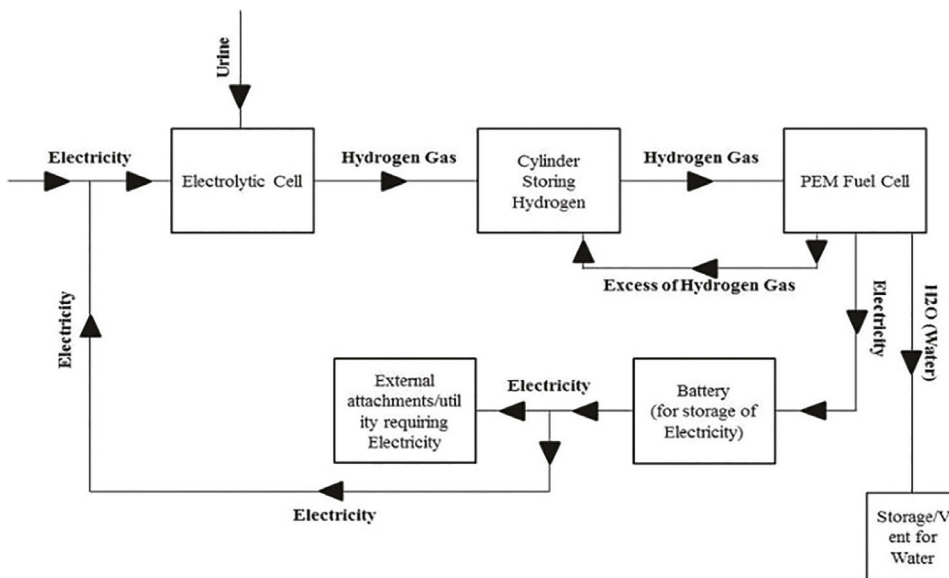 Urine
Electricity
Electrolytic Cell
Hydrogen Gas
Cylinder
Storing
Hydrogen
Hydrogen Gas
PEM Fuel Cell
Excess of Hydrogen Gas
Electricity
H2O (Water)
Electricity
External
attachments/util
ity requiring
Electricity
Electricity
Battery
(for storage of
Electricity)
Electricity
Storage/V
ent for
Water